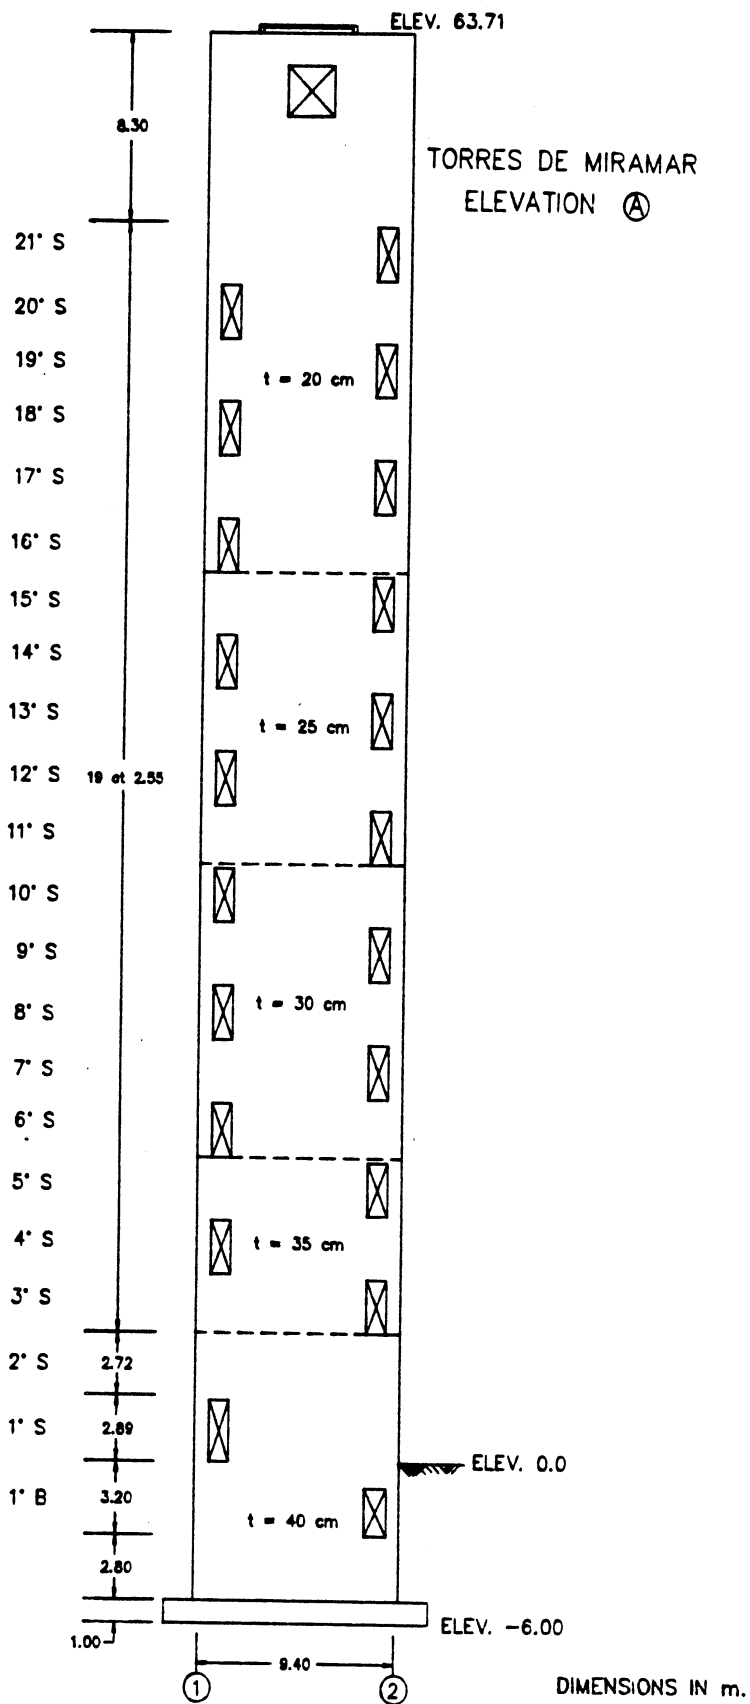 ELEV. 63.71
8.30
TORRES DE MIRAMAR
ELEVATION A
21° S
20° S
19° S
t = 20 cm
18° S
17° S
16° S
15° S
14° S
13° S
t = 25 cm
12° S
19 at 2.55
11° S
10° S
9° S
8° S
t = 30 cm
7° S
6° S
5° S
4° S
t = 35 cm
3° S
2° S
2.72
1° S
2.89
ELEV. 0.0
1° B
3.20
t = 40 cm
2.80
1.00
ELEV. -6.00
9.40
1
2
DIMENSIONS IN m.